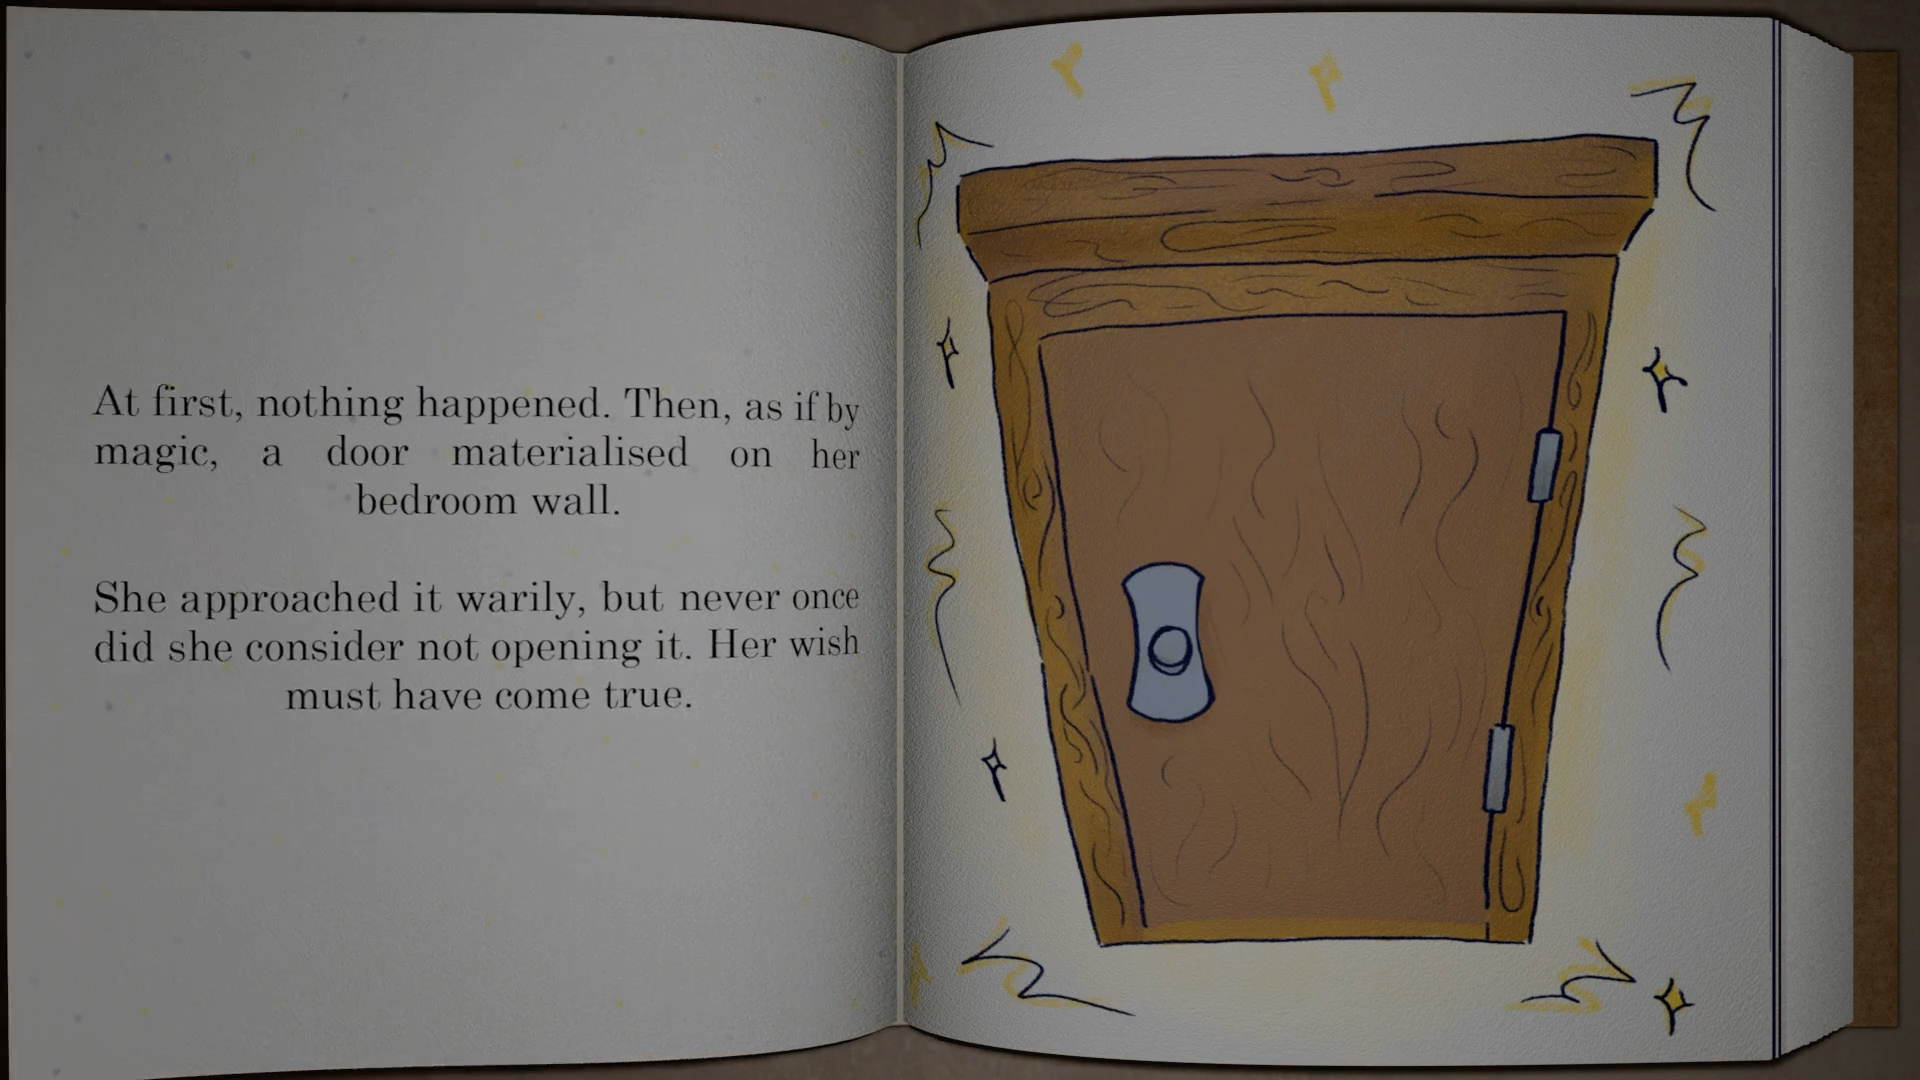 At first, nothing happened. Then, as if by
magic, a door materialised on her
bedroom wall.
She approached it warily, but never once
did she consider not opening it. Her wish
must have come true.